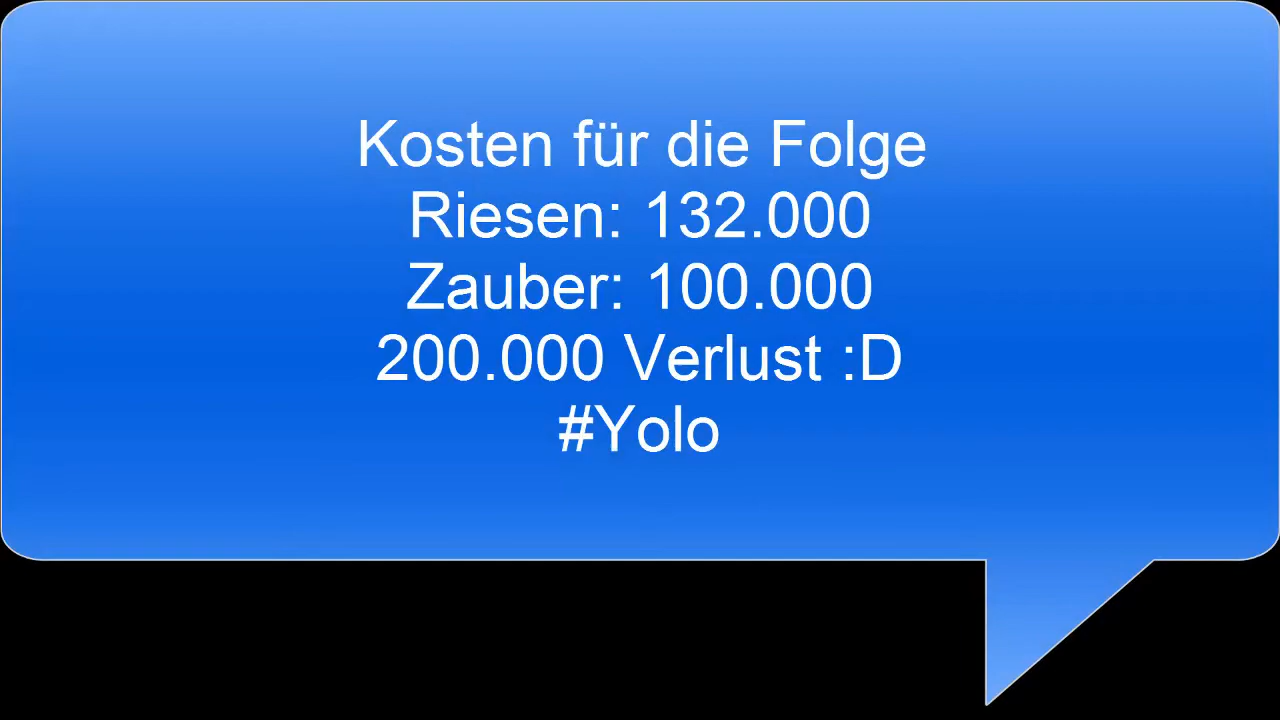 Kosten für die Folge
Riesen: 132.000
Zauber: 100.000
200.000 Verlust :D
#Yolo